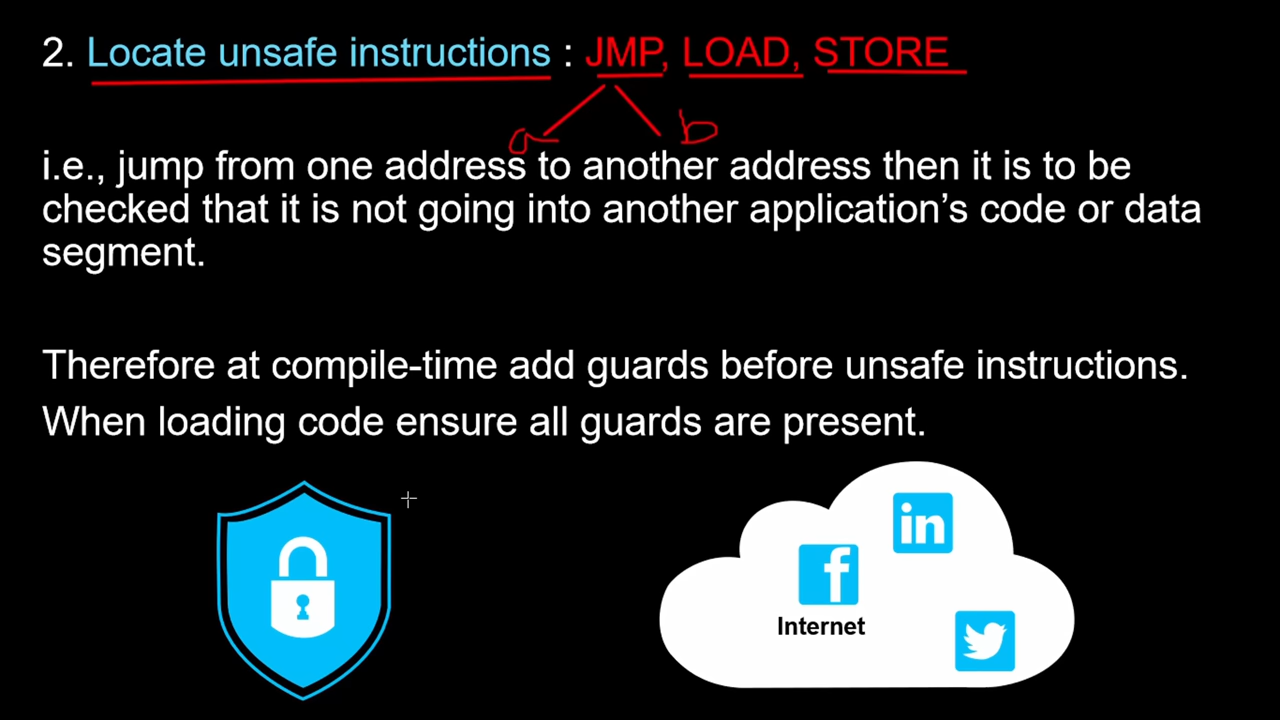 2. Locate unsafe instructions : JMP, LOAD, STORE
a b
i.e., jump from one address to another address then it is to be
checked that it is not going into another application’s code or data
segment.
Therefore at compile-time add guards before unsafe instructions.
When loading code ensure all guards are present.
in
f
Internet